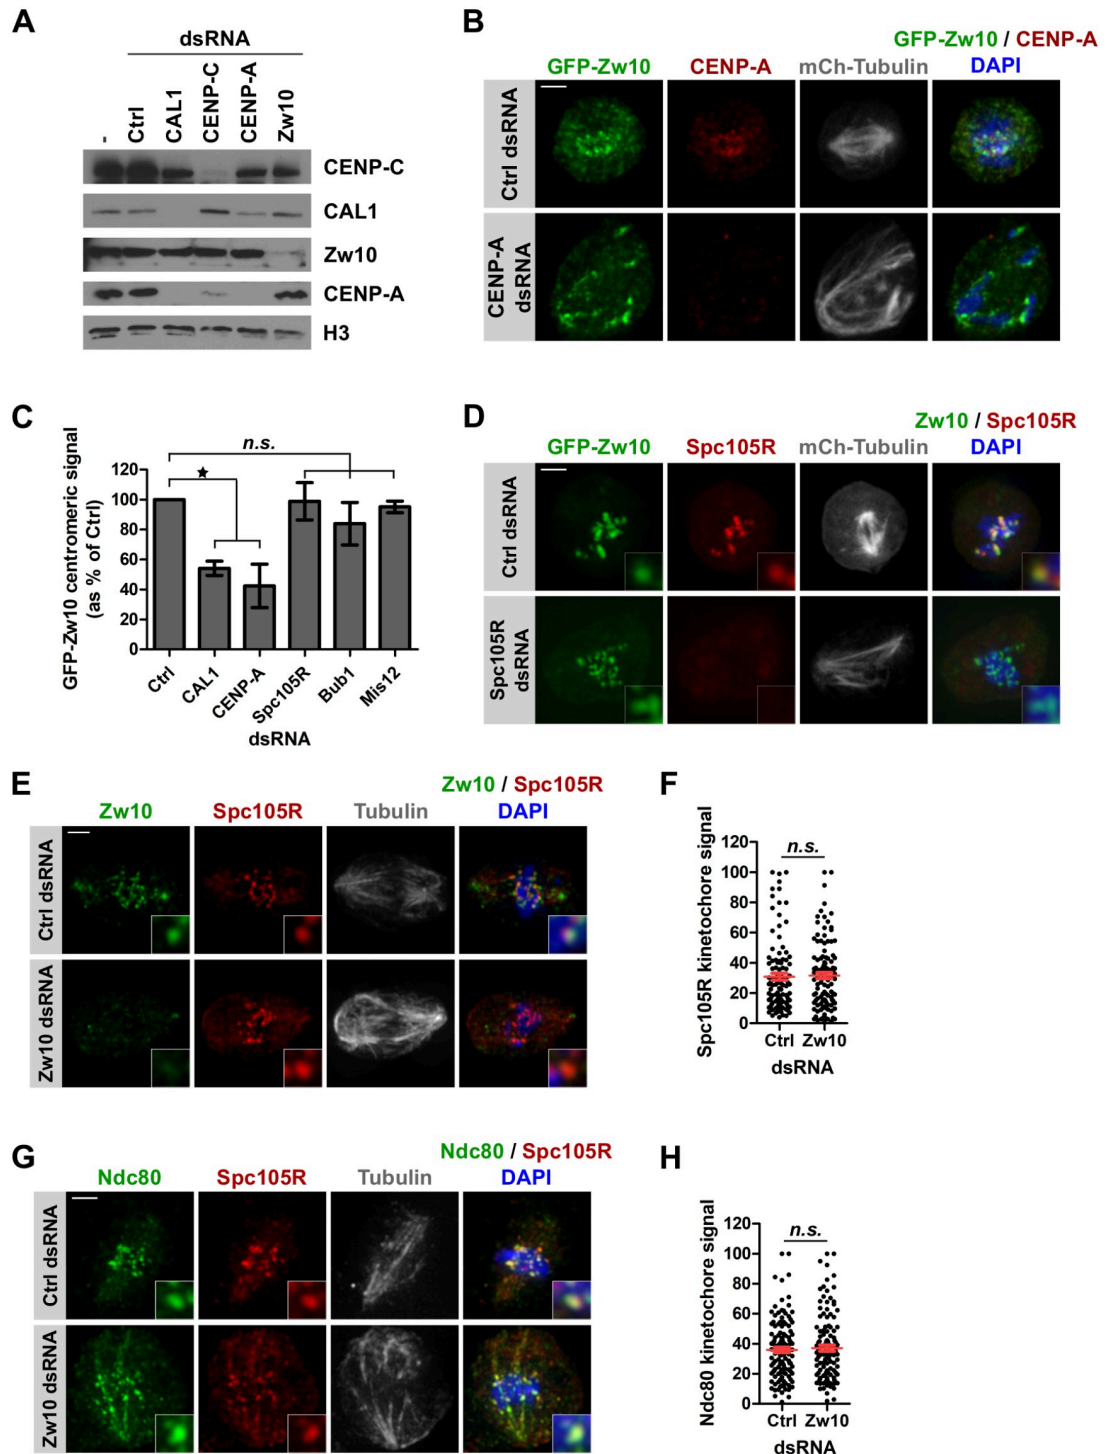 A
dsRNA
- Ctrl CAL1 CENP-C CENP-A Zw10
CENP-C
CAL1
Zw10
CENP-A
H3
B
GFP-Zw10 / CENP-A
GFP-Zw10 CENP-A mCh-Tubulin DAPI
Ctrl dsRNA
CENP-A
dsRNA
C
GFP-Zw10 centromeric signal
(as % of Ctrl)
n.s.
★
120
100
80
60
40
20
0
Ctrl CAL1 CENP-A Spc105R Bub1 Mis12
dsRNA
D
Zw10 / Spc105R
GFP-Zw10 Spc105R mCh-Tubulin DAPI
Ctrl dsRNA
Spc105R
dsRNA
E
Zw10 / Spc105R
Zw10 Spc105R Tubulin DAPI
Ctrl dsRNA
Zw10 dsRNA
F
Spc105R kinetochore signal
n.s.
120
100
80
60
40
20
0
Ctrl Zw10
dsRNA
G
Ndc80 / Spc105R
Ndc80 Spc105R Tubulin DAPI
Ctrl dsRNA
Zw10 dsRNA
H
Ndc80 kinetochore signal
n.s.
120
100
80
60
40
20
0
Ctrl Zw10
dsRNA